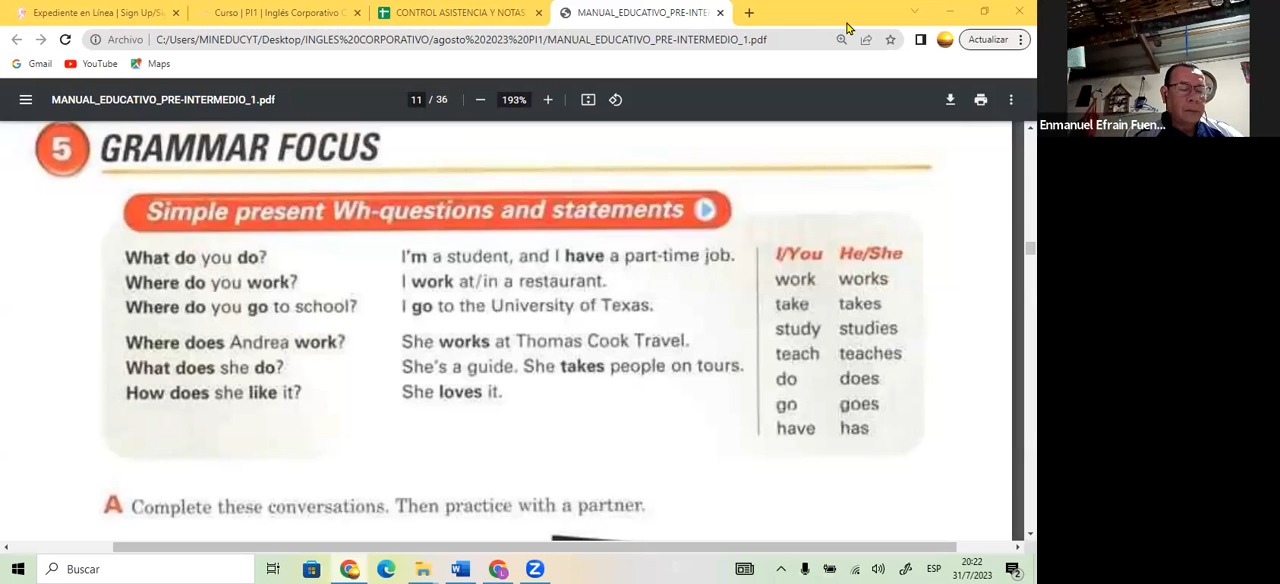 Expediente en Línea | Sign Up/Si
Curso | PI1 | Inglés Corporativo C
CONTROL ASISTENCIA Y NOTAS
MANUAL_EDUCATIVO_PRE-INTER
Archivo
C:/Users/MINEDUCYT/Desktop/INGLES%20CORPORATIVO/agosto%202023%20PI1/MANUAL_EDUCATIVO_PRE-INTERMEDIO_1.pdf
Actualizar
Gmail
YouTube
Maps
MANUAL_EDUCATIVO_PRE-INTERMEDIO_1.pdf
11 / 36
193%
Enmanuel Efrain Fuen...
5 GRAMMAR FOCUS
Simple present Wh-questions and statements
What do you do? I'm a student, and I have a part-time job.
Where do you work? I work at/in a restaurant.
Where do you go to school? I go to the University of Texas.
Where does Andrea work? She works at Thomas Cook Travel.
What does she do? She's a guide. She takes people on tours.
How does she like it? She loves it.
I/You He/She
work works
take takes
study studies
teach teaches
do does
go goes
have has
A Complete these conversations. Then practice with a partner.
Buscar
ESP
20:22
31/7/2023
2